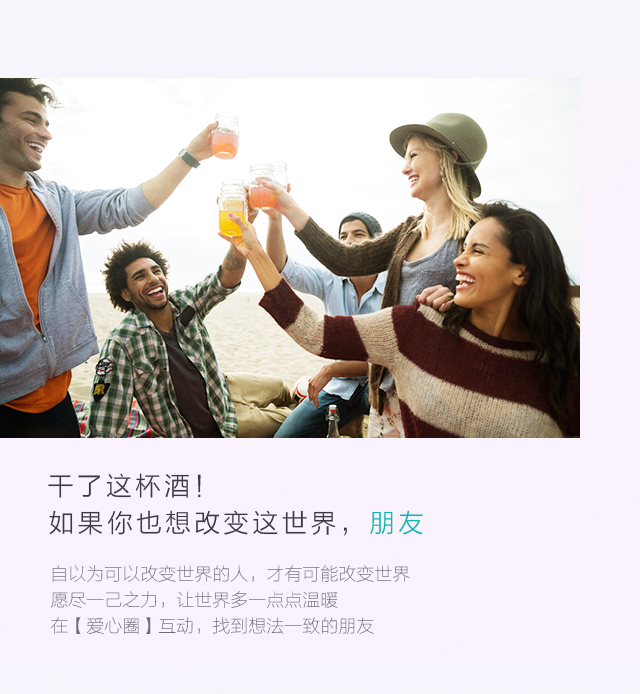 干了这杯酒！
如果你也想改变这世界，朋友
自以为可以改变世界的人，才有可能改变世界
愿尽一己之力，让世界多一点点温暖
在【爱心圈】互动，找到想法一致的朋友